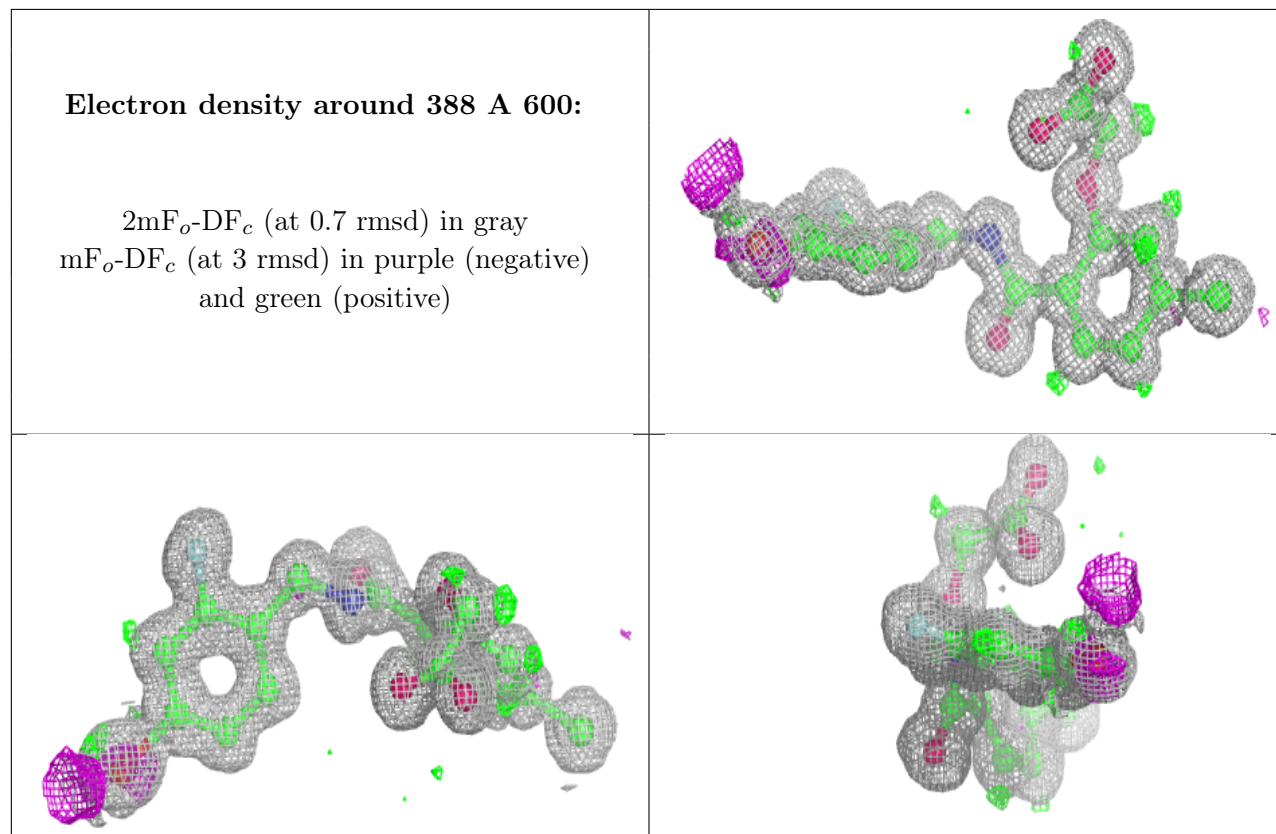 Electron density around 388 A 600:
2mFo-DFc (at 0.7 rmsd) in gray
mFo-DFc (at 3 rmsd) in purple (negative)
and green (positive)